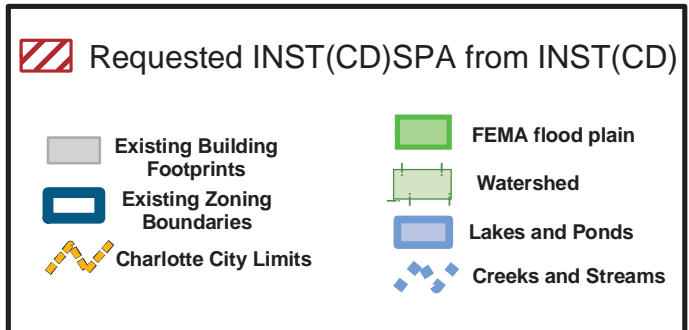 Requested INST(CD)SPA from INST(CD)
Existing Building
Footprints
Existing Zoning
Boundaries
Charlotte City Limits
FEMA flood plain
Watershed
Lakes and Ponds
Creeks and Streams